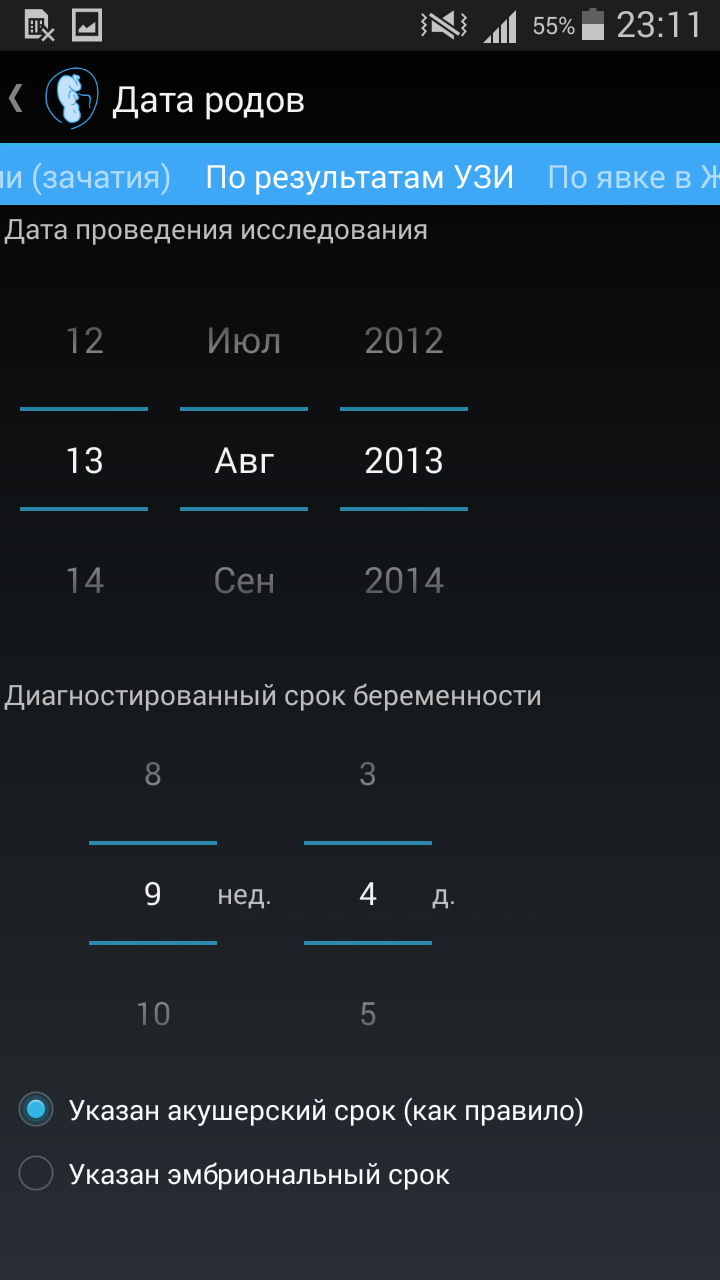 55% 23:11
Дата родов
ии (зачатия) По результатам УЗИ По явке в Ж
Дата проведения исследования
12 Июл 2012
13 Авг 2013
14 Сен 2014
Диагностированный срок беременности
8 3
9 нед. 4 д.
10 5
Указан акушерский срок (как правило)
Указан эмбриональный срок